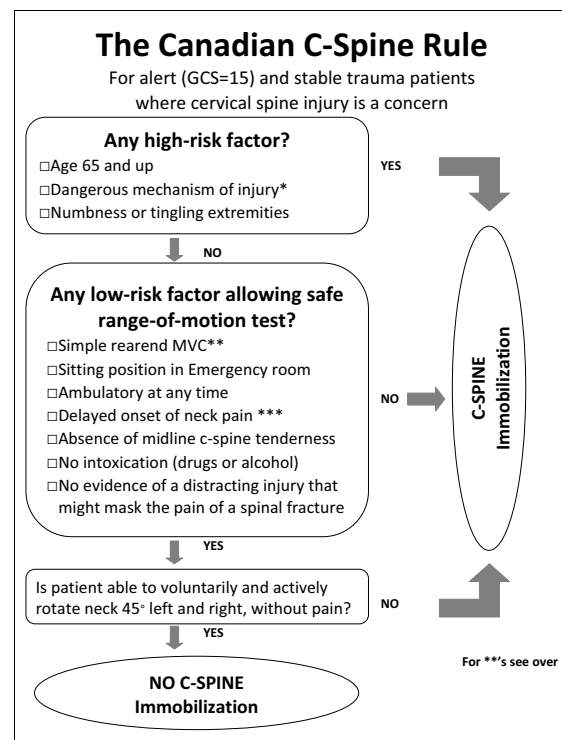 The Canadian C-Spine Rule
For alert (GCS=15) and stable trauma patients
where cervical spine injury is a concern
Any high-risk factor?
□Age 65 and up
□Dangerous mechanism of injury*
□Numbness or tingling extremities
YES
NO
Any low-risk factor allowing safe
range-of-motion test?
□Simple rearend MVC**
□Sitting position in Emergency room
□Ambulatory at any time
□Delayed onset of neck pain ***
□Absence of midline c-spine tenderness
□No intoxication (drugs or alcohol)
□No evidence of a distracting injury that
might mask the pain of a spinal fracture
NO
C-SPINE
Immobilization
YES
Is patient able to voluntarily and actively
rotate neck 45° left and right, without pain?
NO
YES
For **'s see over
NO C-SPINE
Immobilization